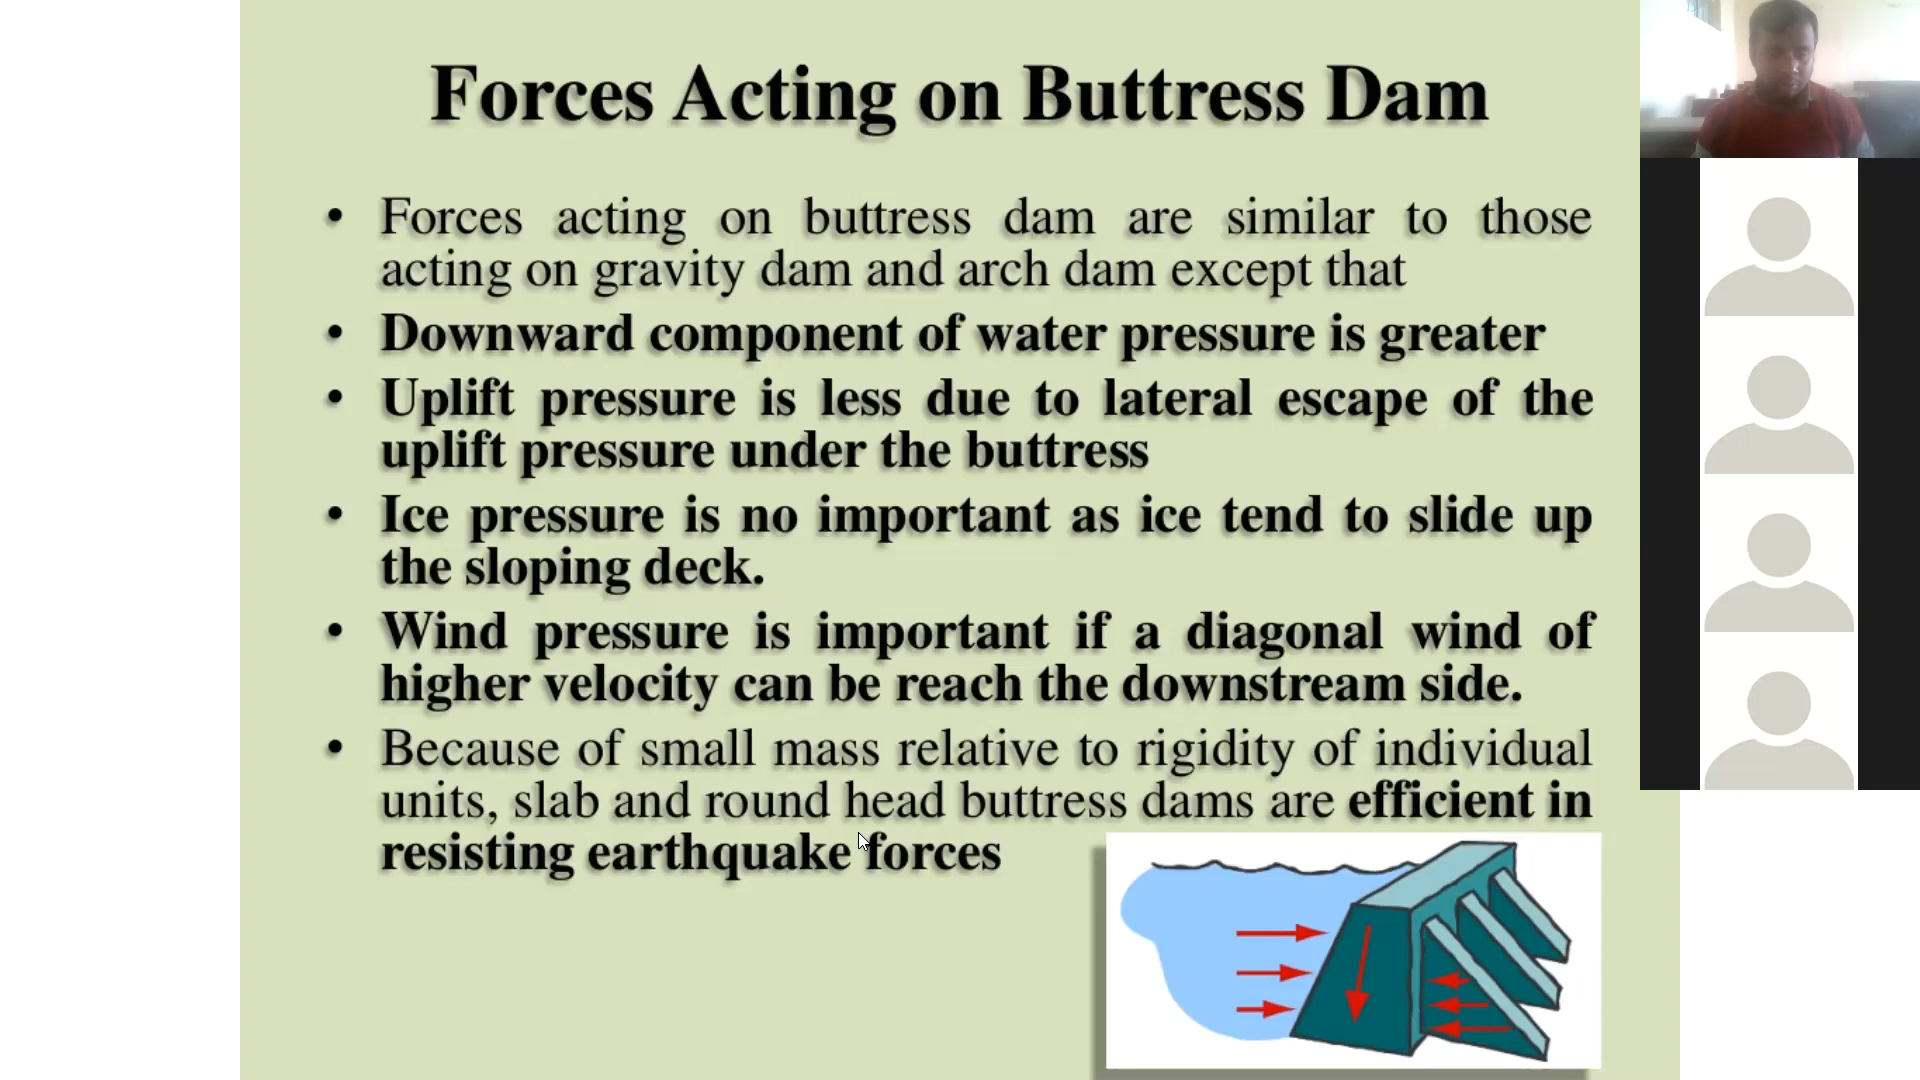 Forces Acting on Buttress Dam
• Forces acting on buttress dam are similar to those
acting on gravity dam and arch dam except that
• Downward component of water pressure is greater
• Uplift pressure is less due to lateral escape of the
uplift pressure under the buttress
• Ice pressure is no important as ice tend to slide up
the sloping deck.
• Wind pressure is important if a diagonal wind of
higher velocity can be reach the downstream side.
• Because of small mass relative to rigidity of individual
units, slab and round head buttress dams are efficient in
resisting earthquake forces